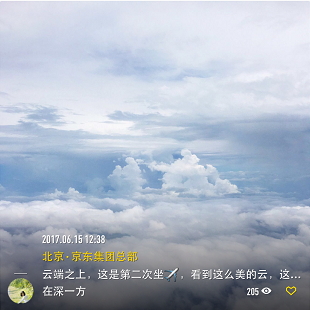 2017.06.15 12:38
北京·京东集团总部
云端之上，这是第二次坐✈️，看到这么美的云，这...
在深一方
205